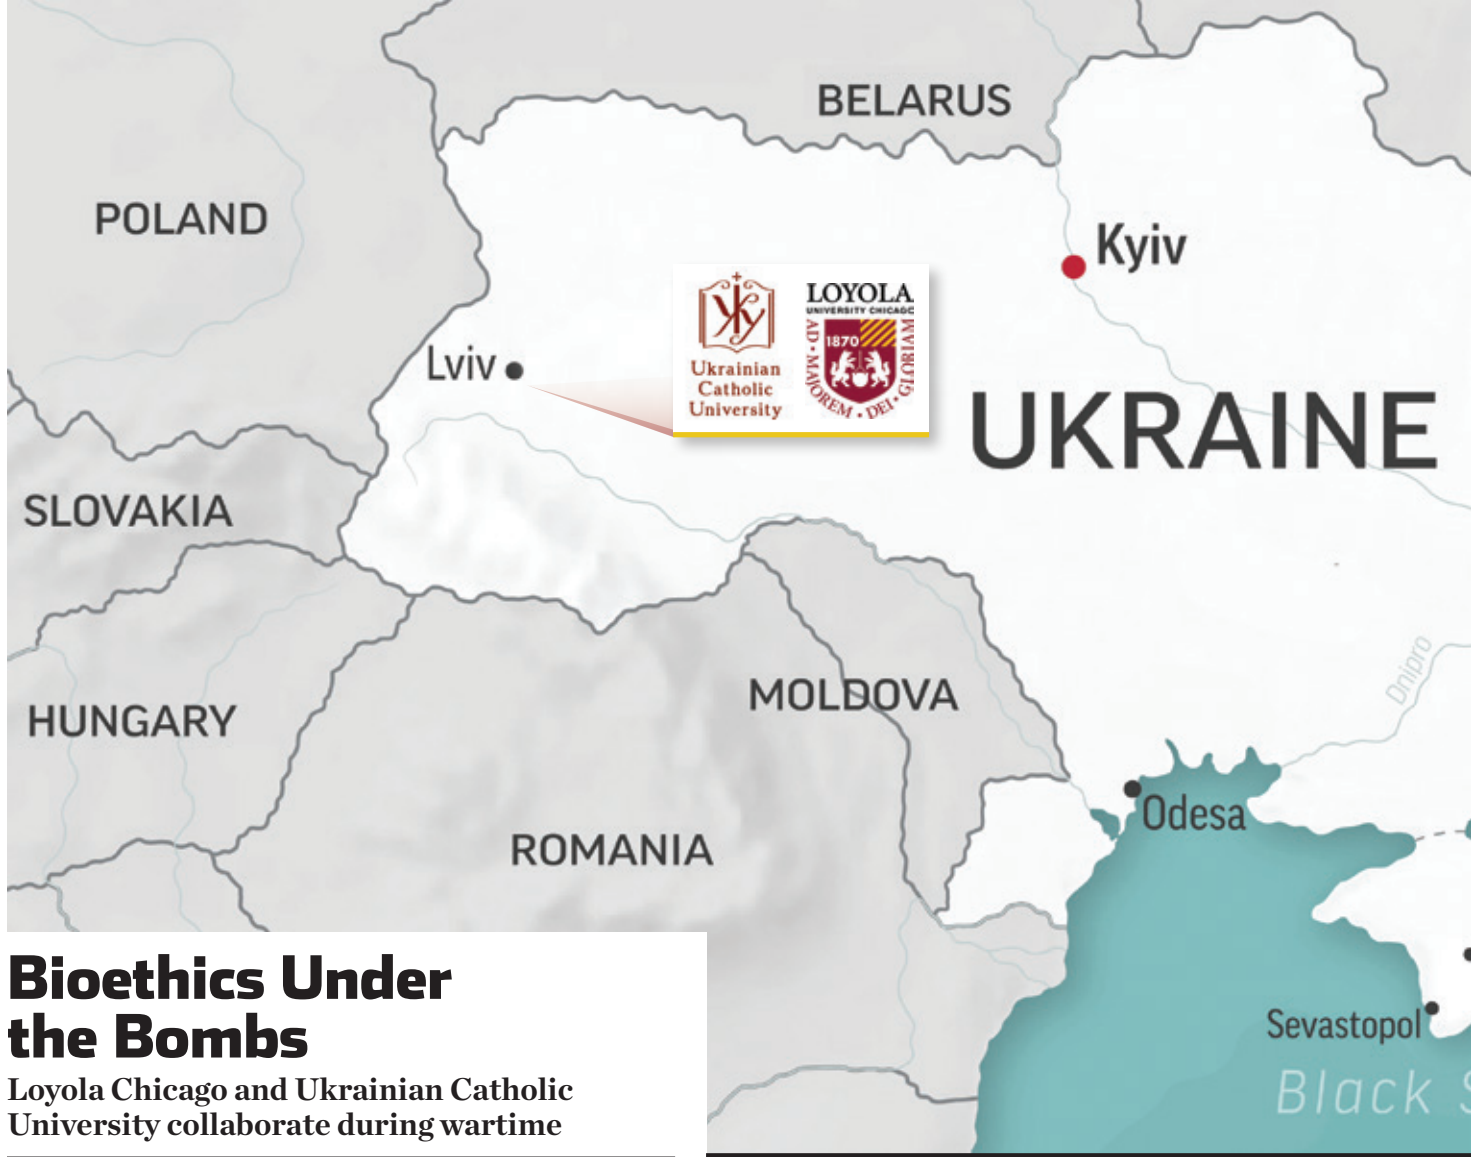 BELARUS
POLAND
Kyiv
Ukrainian
Catholic
University
LOYOLA
UNIVERSITY CHICAGO
1870
AD • MAJOREM • DEI • GLORIAM
Lviv
UKRAINE
SLOVAKIA
MOLDOVA
Dnipro
HUNGARY
Odesa
ROMANIA
Sevastopol
Black S
Bioethics Under
the Bombs
Loyola Chicago and Ukrainian Catholic
University collaborate during wartime